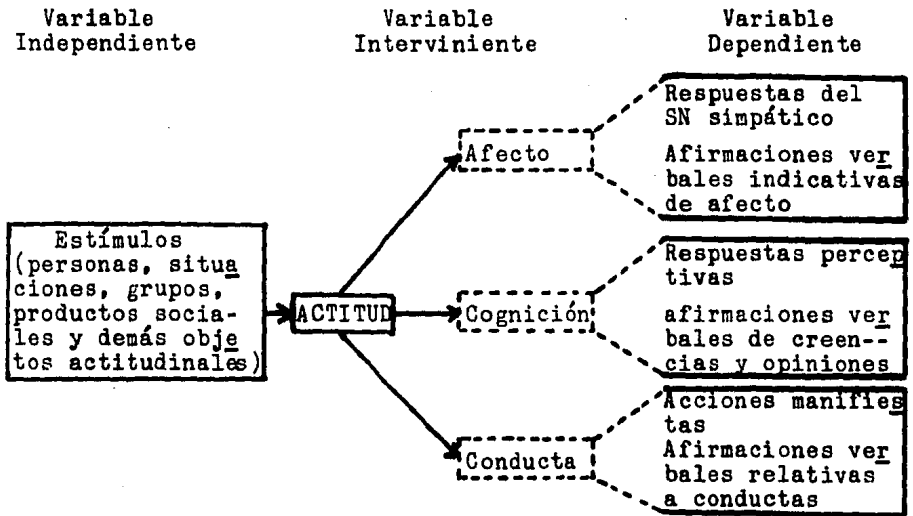 Variable
Independiente
Variable
Interviniente
Variable
Dependiente
Estímulos
(personas, situa
ciones, grupos,
productos socia-
les y demás obje
tos actitudinales)
ACTITUD
Afecto
Cognición
Conducta
Respuestas del
SN simpático
Afirmaciones ver
bales indicativas
de afecto
Respuestas percep
tivas
afirmaciones ver
bales de creen--
cias y opiniones
Acciones manifies
tas
Afirmaciones ver
bales relativas
a conductas